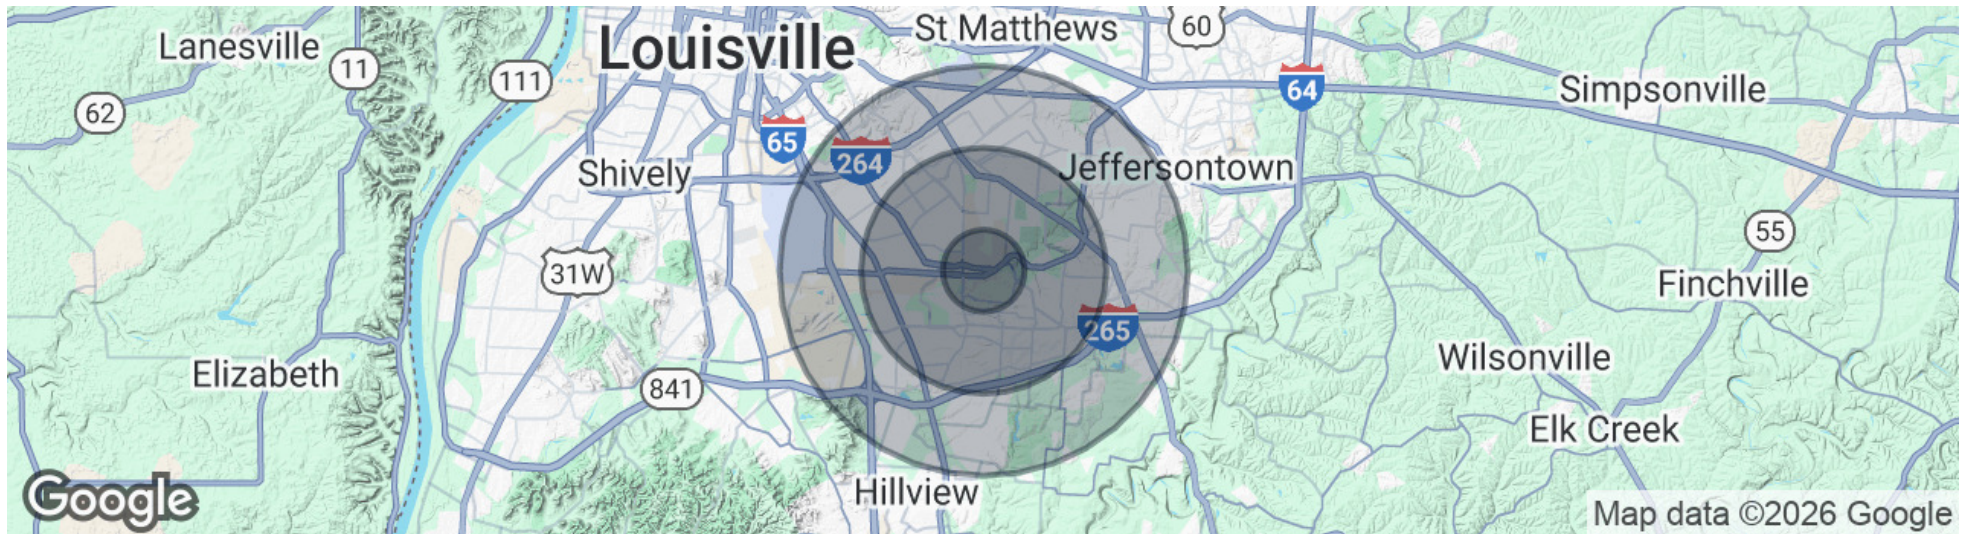 St Matthews
60
Lanesville
Louisville
11
111
64
Simpsonville
62
65
264
Shively
Jeffersontown
55
31W
Finchville
265
Wilsonville
Elizabeth
841
Elk Creek
Hillview
Google
Map data ©2026 Google